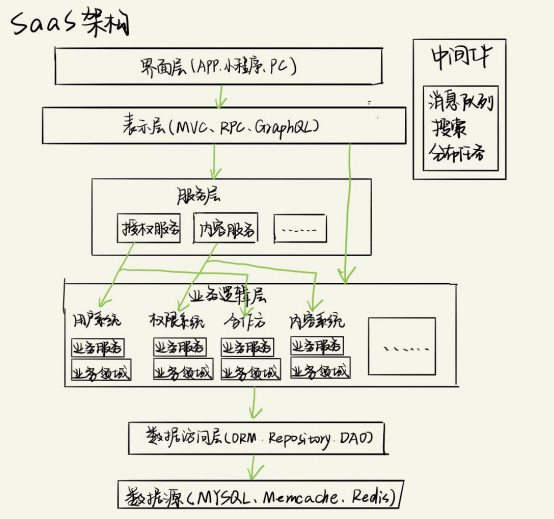 SaaS架构
界面层(APP、小程序、PC)
中间件
消息队列
搜索
分布任务
表示层(MVC、RPC、GraphQL)
服务层
授权服务
内容服务
......
业务逻辑层
用户系统
权限系统
合作方
内容系统
业务服务
业务服务
业务服务
业务服务
......
业务领域
业务领域
业务领域
业务领域
数据访问层(ORM、Repository、DAO)
数据源(MYSQL、Memcache、Redis)